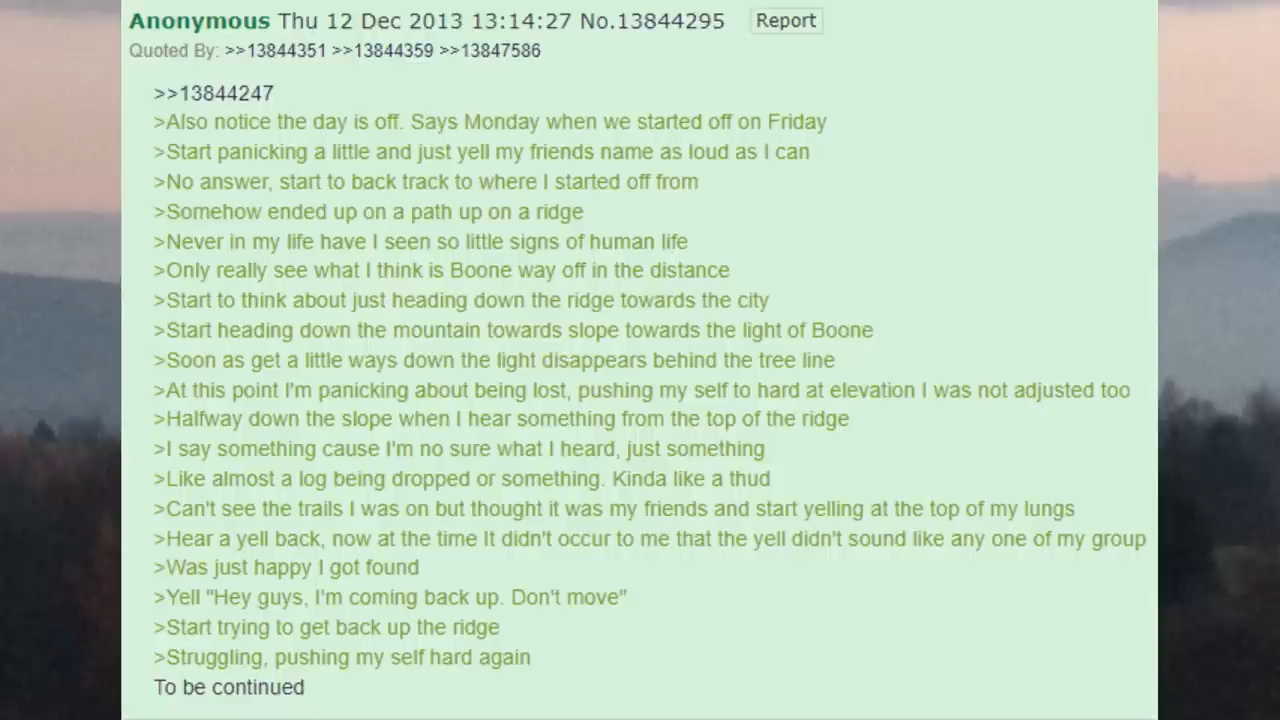 Anonymous Thu 12 Dec 2013 13:14:27 No.13844295 Report
Quoted By: >>13844351 >>13844359 >>13847586
>>13844247
>Also notice the day is off. Says Monday when we started off on Friday
>Start panicking a little and just yell my friends name as loud as I can
>No answer, start to back track to where I started off from
>Somehow ended up on a path up on a ridge
>Never in my life have I seen so little signs of human life
>Only really see what I think is Boone way off in the distance
>Start to think about just heading down the ridge towards the city
>Start heading down the mountain towards slope towards the light of Boone
>Soon as get a little ways down the light disappears behind the tree line
>At this point I'm panicking about being lost, pushing my self to hard at elevation I was not adjusted too
>Halfway down the slope when I hear something from the top of the ridge
>I say something cause I'm no sure what I heard, just something
>Like almost a log being dropped or something. Kinda like a thud
>Can't see the trails I was on but thought it was my friends and start yelling at the top of my lungs
>Hear a yell back, now at the time It didn't occur to me that the yell didn't sound like any one of my group
>Was just happy I got found
>Yell "Hey guys, I'm coming back up. Don't move"
>Start trying to get back up the ridge
>Struggling, pushing my self hard again
To be continued